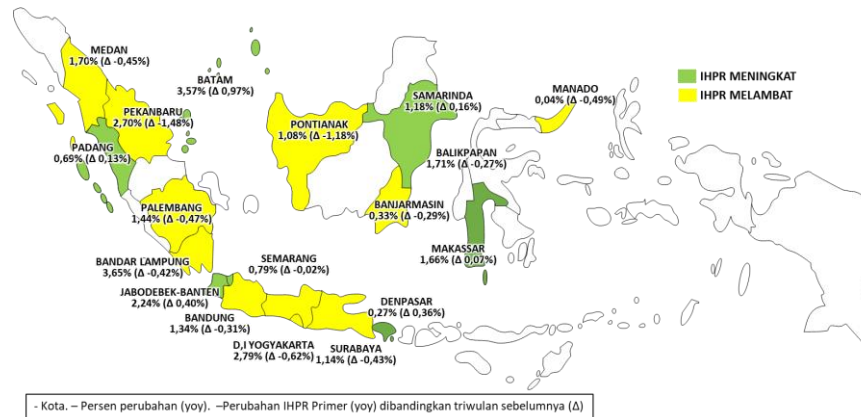 MEDAN
1,70% (Δ -0,45%)
BATAM
3,57% (Δ 0,97%)
PEKANBARU
2,70% (Δ -1,48%)
PADANG
0,69% (Δ 0,13%)
PALEMBANG
1,44% (Δ -0,47%)
BANDAR LAMPUNG
3,65% (Δ -0,42%)
JABODEBEK-BANTEN
2,24% (Δ 0,40%)
BANDUNG
1,34% (Δ -0,31%)
SEMARANG
0,79% (Δ -0,02%)
D,I YOGYAKARTA
2,79% (Δ -0,62%)
SURABAYA
1,14% (Δ -0,43%)
DENPASAR
0,27% (Δ 0,36%)
PONTIANAK
1,08% (Δ -1,18%)
SAMARINDA
1,18% (Δ 0,16%)
BALIKPAPAN
1,71% (Δ -0,27%)
BANJARMASIN
0,33% (Δ -0,29%)
MAKASSAR
1,66% (Δ 0,07%)
MANADO
0,04% (Δ -0,49%)
IHPR MENINGKAT
IHPR MELAMBAT
- Kota. – Persen perubahan (yoy). –Perubahan IHPR Primer (yoy) dibandingkan triwulan sebelumnya (Δ)